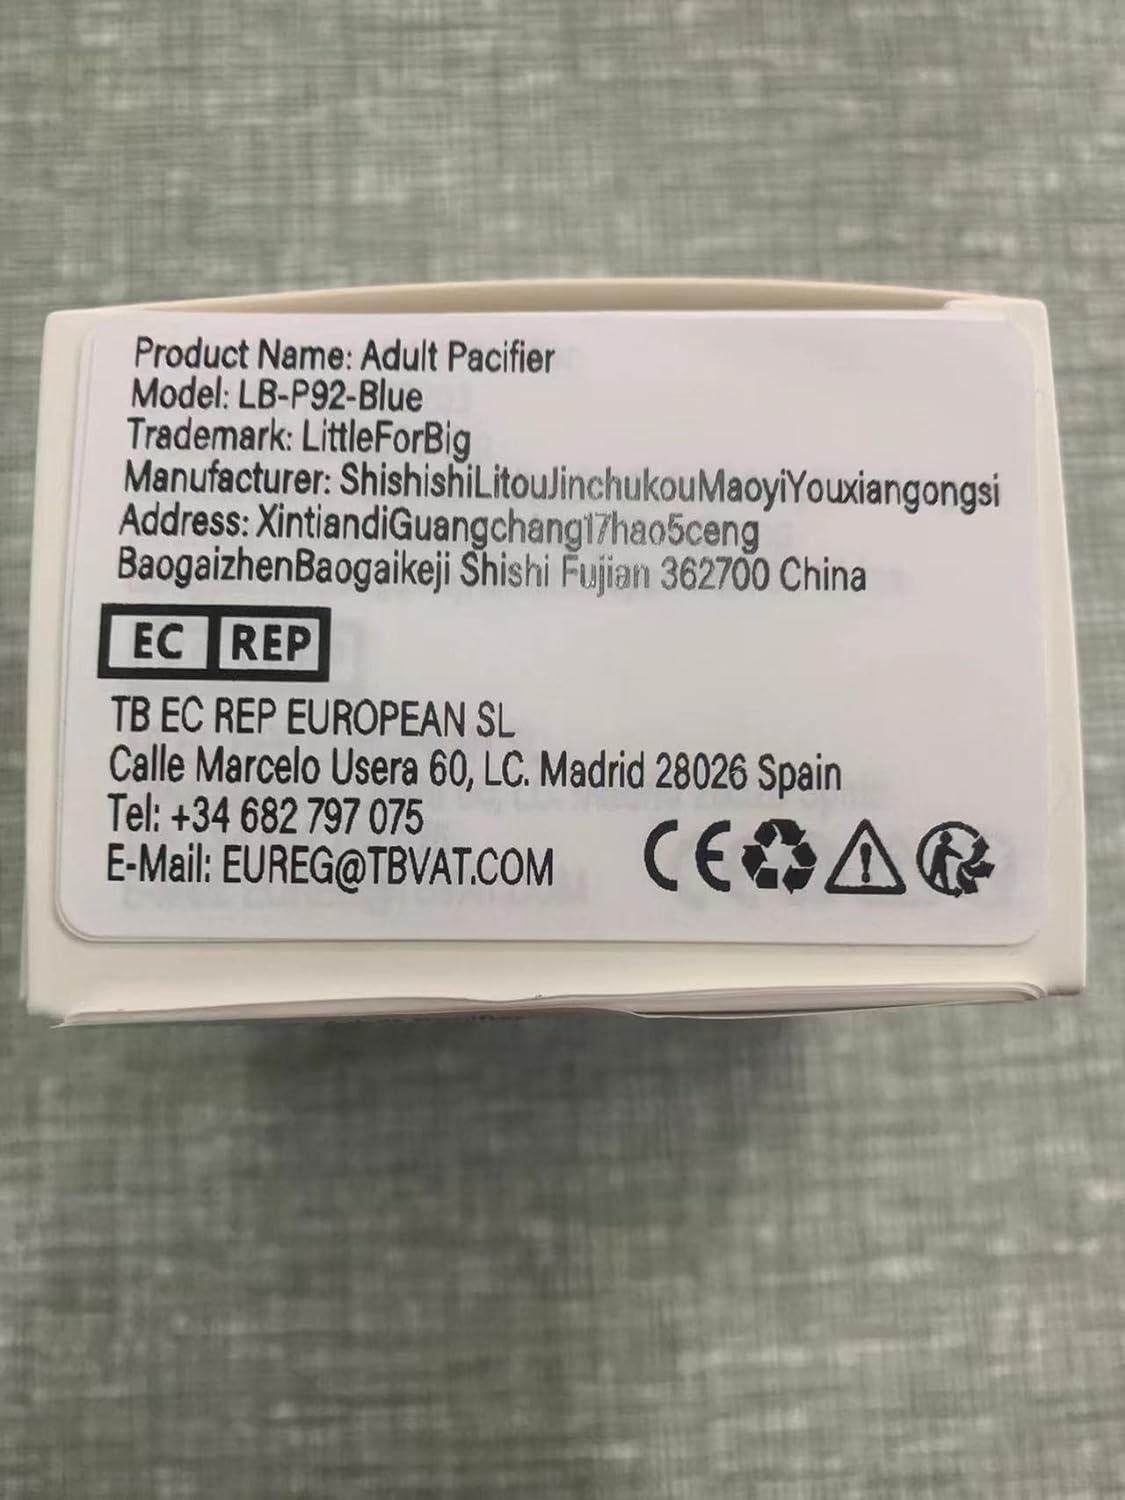 Product Name: Adult Pacifier
Model: LB-P92-Blue
Trademark: LittleForBig
Manufacturer: ShishishiLitouJinchukouMaoyiYouxiangongsi
Address: XintiandiGuangchang17hao5ceng
BaogaizhenBaogaikeji Shishi Fujian 362700 China
EC REP
TB EC REP EUROPEAN SL
Calle Marcelo Usera 60, LC. Madrid 28026 Spain
Tel: +34 682 797 075
E-Mail: EUREG@TBVAT.COM
CE